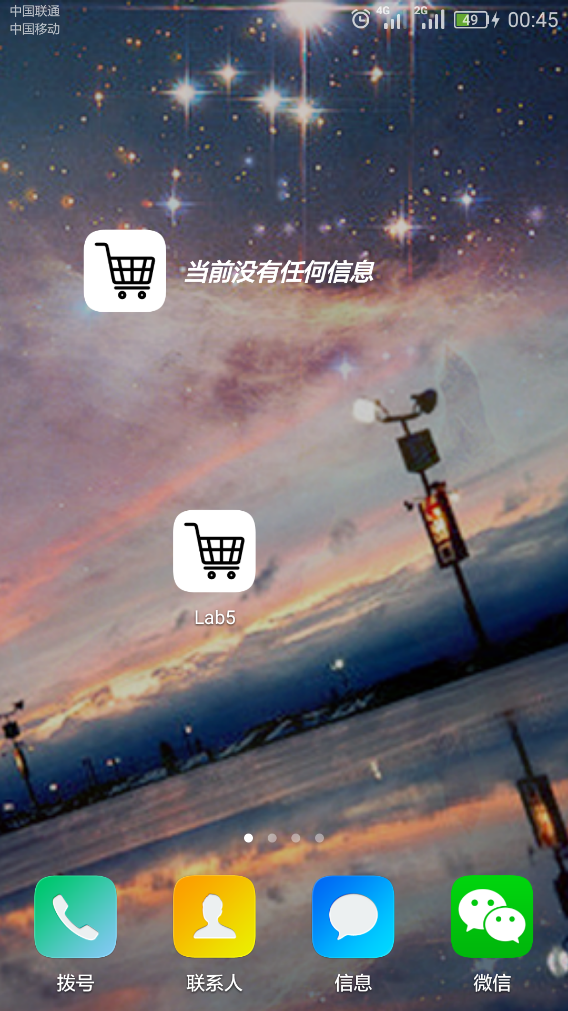 中国联通
中国移动
4G 2G 49 00:45
当前没有任何信息
Lab5
拨号 联系人 信息 微信